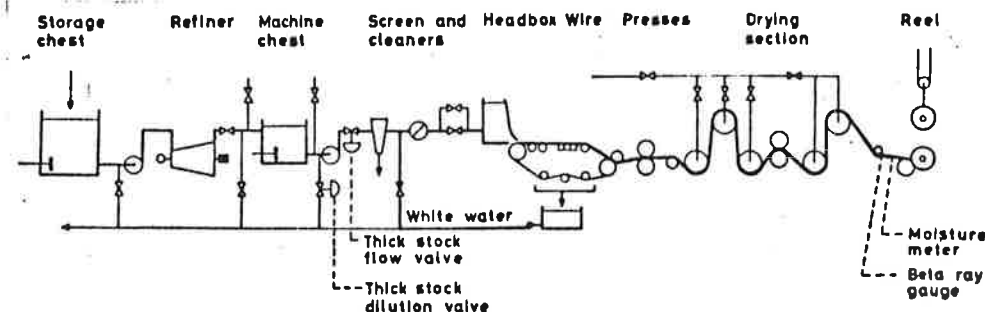 Storage
chest
Refiner
Machine
chest
Screen and
cleaners
Headbox Wire
Presses
Drying
section
Reel
White water
Thick stock
flow valve
Thick stock
dilution valve
Moisture
meter
Beta ray
gauge